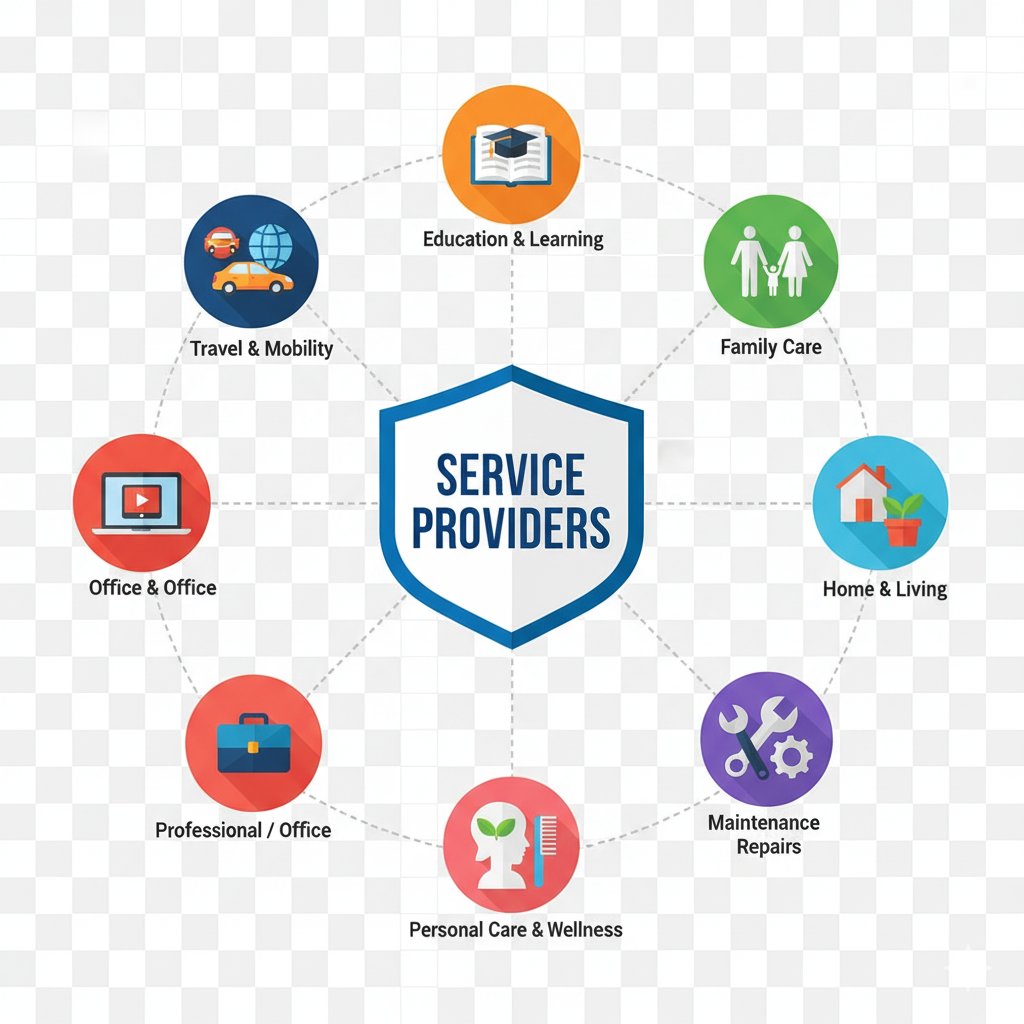 Education & Learning
Travel & Mobility
Family Care
SERVICE
PROVIDERS
Office & Office
Home & Living
Professional / Office
Maintenance
Repairs
Personal Care & Wellness